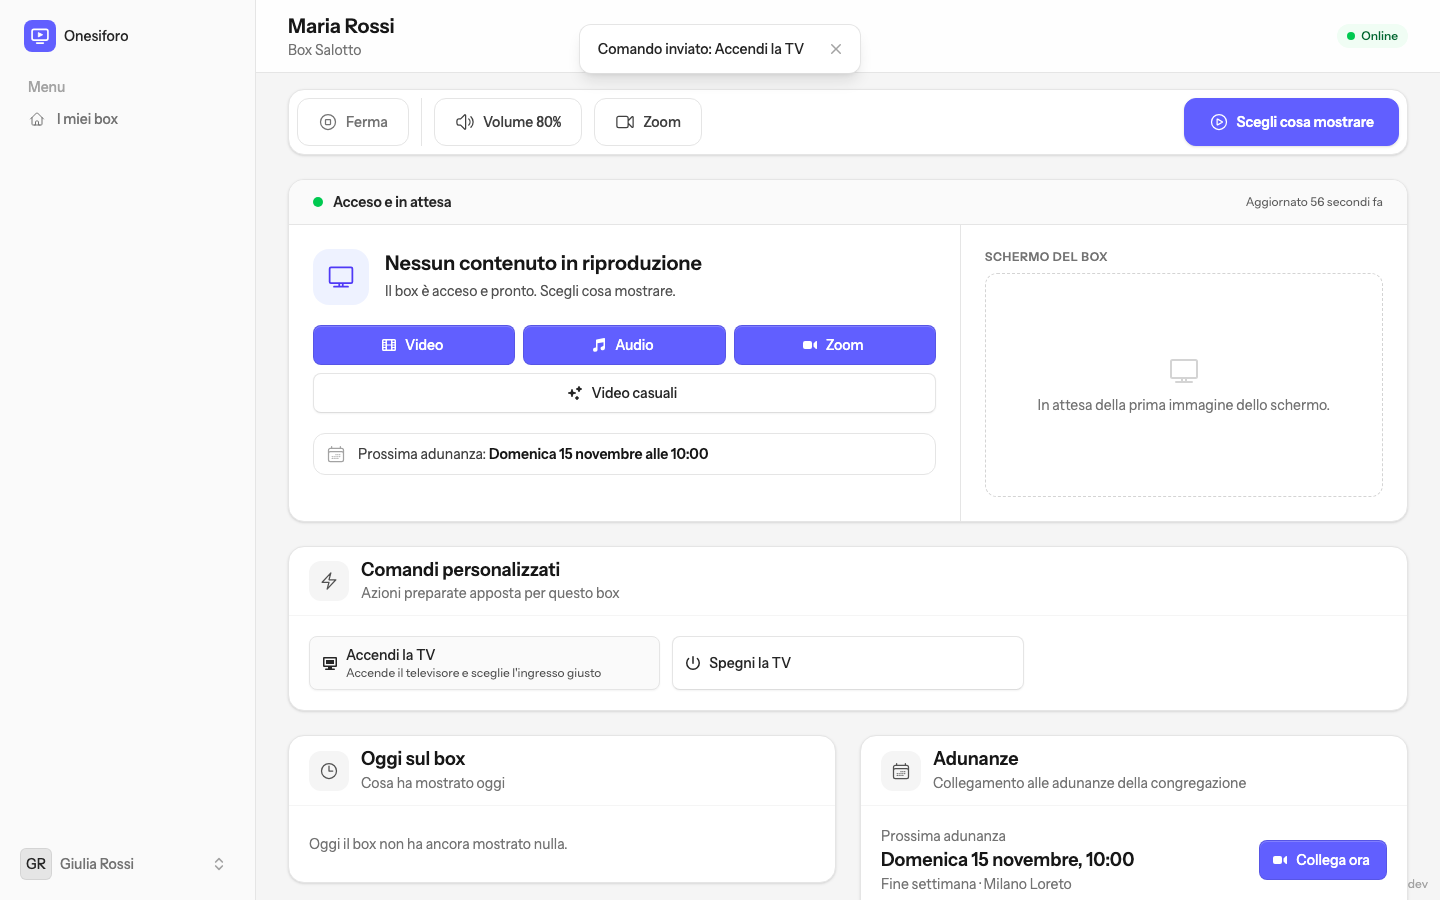 Onesiforo
Menu
I miei box
GR Giulia Rossi
Maria Rossi
Box Salotto
Comando inviato: Accendi la TV
Online
Ferma
Volume 80%
Zoom
Scegli cosa mostrare
Acceso e in attesa
Aggiornato 56 secondi fa
Nessun contenuto in riproduzione
Il box è acceso e pronto. Scegli cosa mostrare.
Video
Audio
Zoom
Video casuali
Prossima adunanza: Domenica 15 novembre alle 10:00
SCHERMO DEL BOX
In attesa della prima immagine dello schermo.
Comandi personalizzati
Azioni preparate apposta per questo box
Accendi la TV
Accende il televisore e sceglie l'ingresso giusto
Spegni la TV
Oggi sul box
Cosa ha mostrato oggi
Oggi il box non ha ancora mostrato nulla.
Adunanze
Collegamento alle adunanze della congregazione
Prossima adunanza
Domenica 15 novembre, 10:00
Fine settimana · Milano Loreto
Collega ora
dev